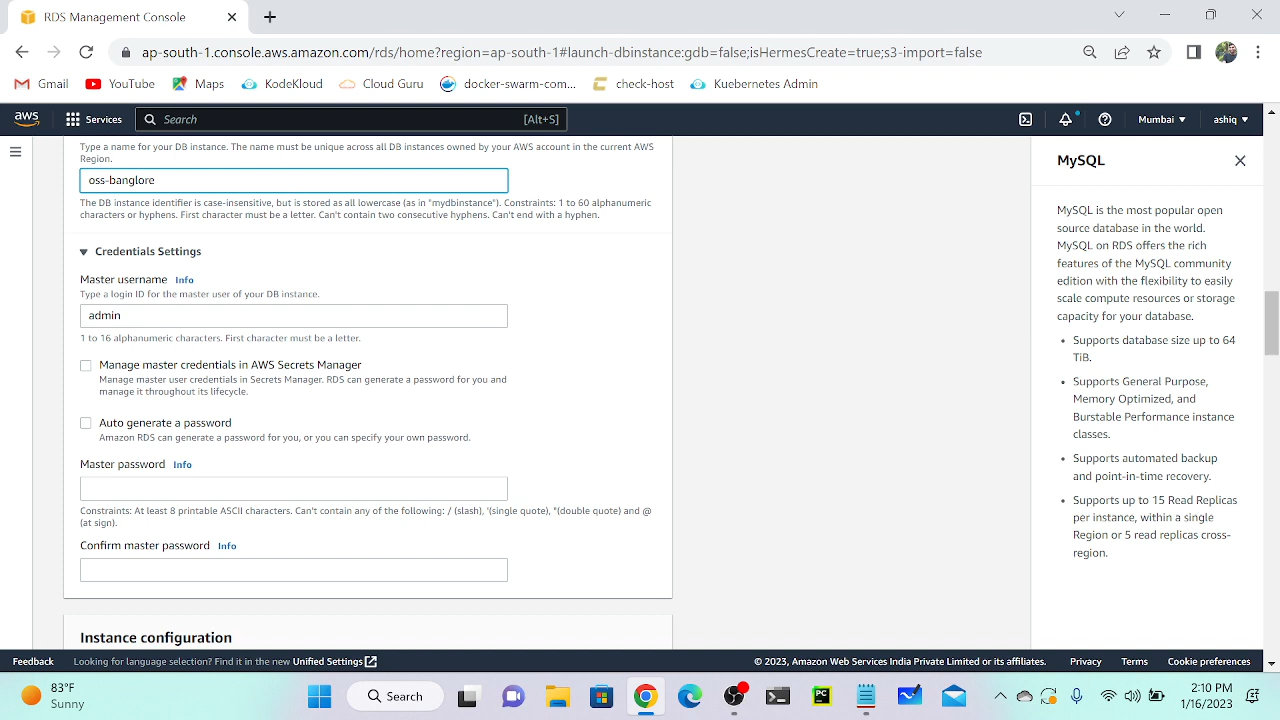 RDS Management Console
ap-south-1.console.aws.amazon.com/rds/home?region=ap-south-1#launch-dbinstance:gdb=false;isHermesCreate=true;s3-import=false
Gmail
YouTube
Maps
KodeKloud
Cloud Guru
docker-swarm-com...
check-host
Kuebernetes Admin
aws
Services
Search
[Alt+S]
Mumbai
ashiq
Type a name for your DB instance. The name must be unique across all DB instances owned by your AWS account in the current AWS
Region.
oss-banglore
The DB instance identifier is case-insensitive, but is stored as all lowercase (as in "mydbinstance"). Constraints: 1 to 60 alphanumeric
characters or hyphens. First character must be a letter. Can't contain two consecutive hyphens. Can't end with a hyphen.
Credentials Settings
Master username Info
Type a login ID for the master user of your DB instance.
admin
1 to 16 alphanumeric characters. First character must be a letter.
Manage master credentials in AWS Secrets Manager
Manage master user credentials in Secrets Manager. RDS can generate a password for you and
manage it throughout its lifecycle.
Auto generate a password
Amazon RDS can generate a password for you, or you can specify your own password.
Master password Info
Constraints: At least 8 printable ASCII characters. Can't contain any of the following: / (slash), '(single quote), "(double quote) and @
(at sign).
Confirm master password Info
Instance configuration
MySQL
MySQL is the most popular open
source database in the world.
MySQL on RDS offers the rich
features of the MySQL community
edition with the flexibility to easily
scale compute resources or storage
capacity for your database.
• Supports database size up to 64
TiB.
• Supports General Purpose,
Memory Optimized, and
Burstable Performance instance
classes.
• Supports automated backup
and point-in-time recovery.
• Supports up to 15 Read Replicas
per instance, within a single
Region or 5 read replicas cross-
region.
Feedback
Looking for language selection? Find it in the new Unified Settings
© 2023, Amazon Web Services India Private Limited or its affiliates.
Privacy
Terms
Cookie preferences
83°F
Sunny
Search
PC
2:10 PM
1/16/2023